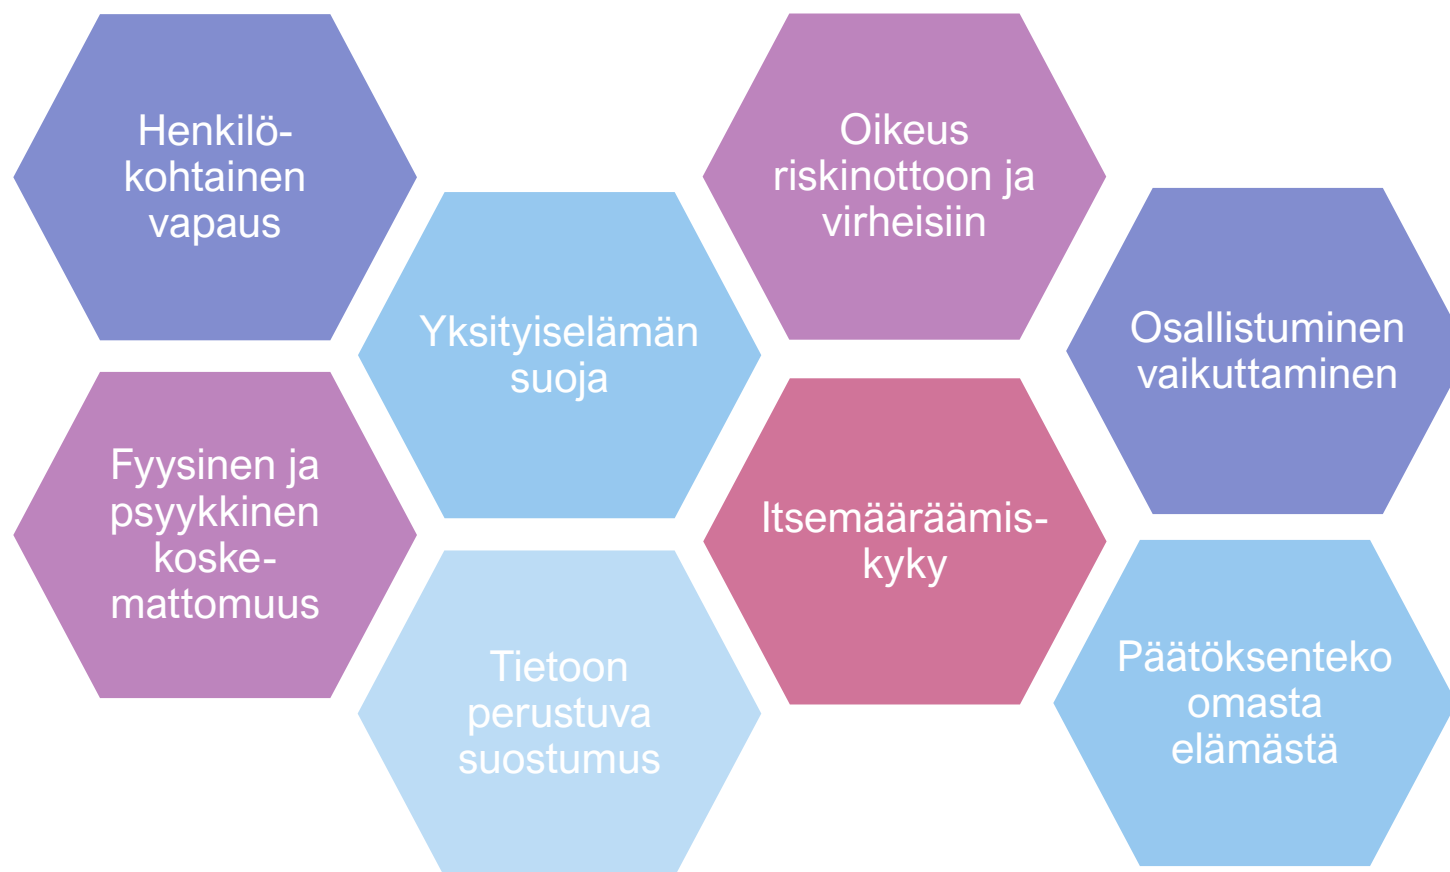 Henkilö-
kohtainen
vapaus
Oikeus
riskinottoon ja
virheisiin
Yksityiselämän
suoja
Osallistuminen
vaikuttaminen
Fyysinen ja
psyykkinen
koske-
mattomuus
Itsemääräämis-
kyky
Tietoon
perustuva
suostumus
Päätöksenteko
omasta
elämästä